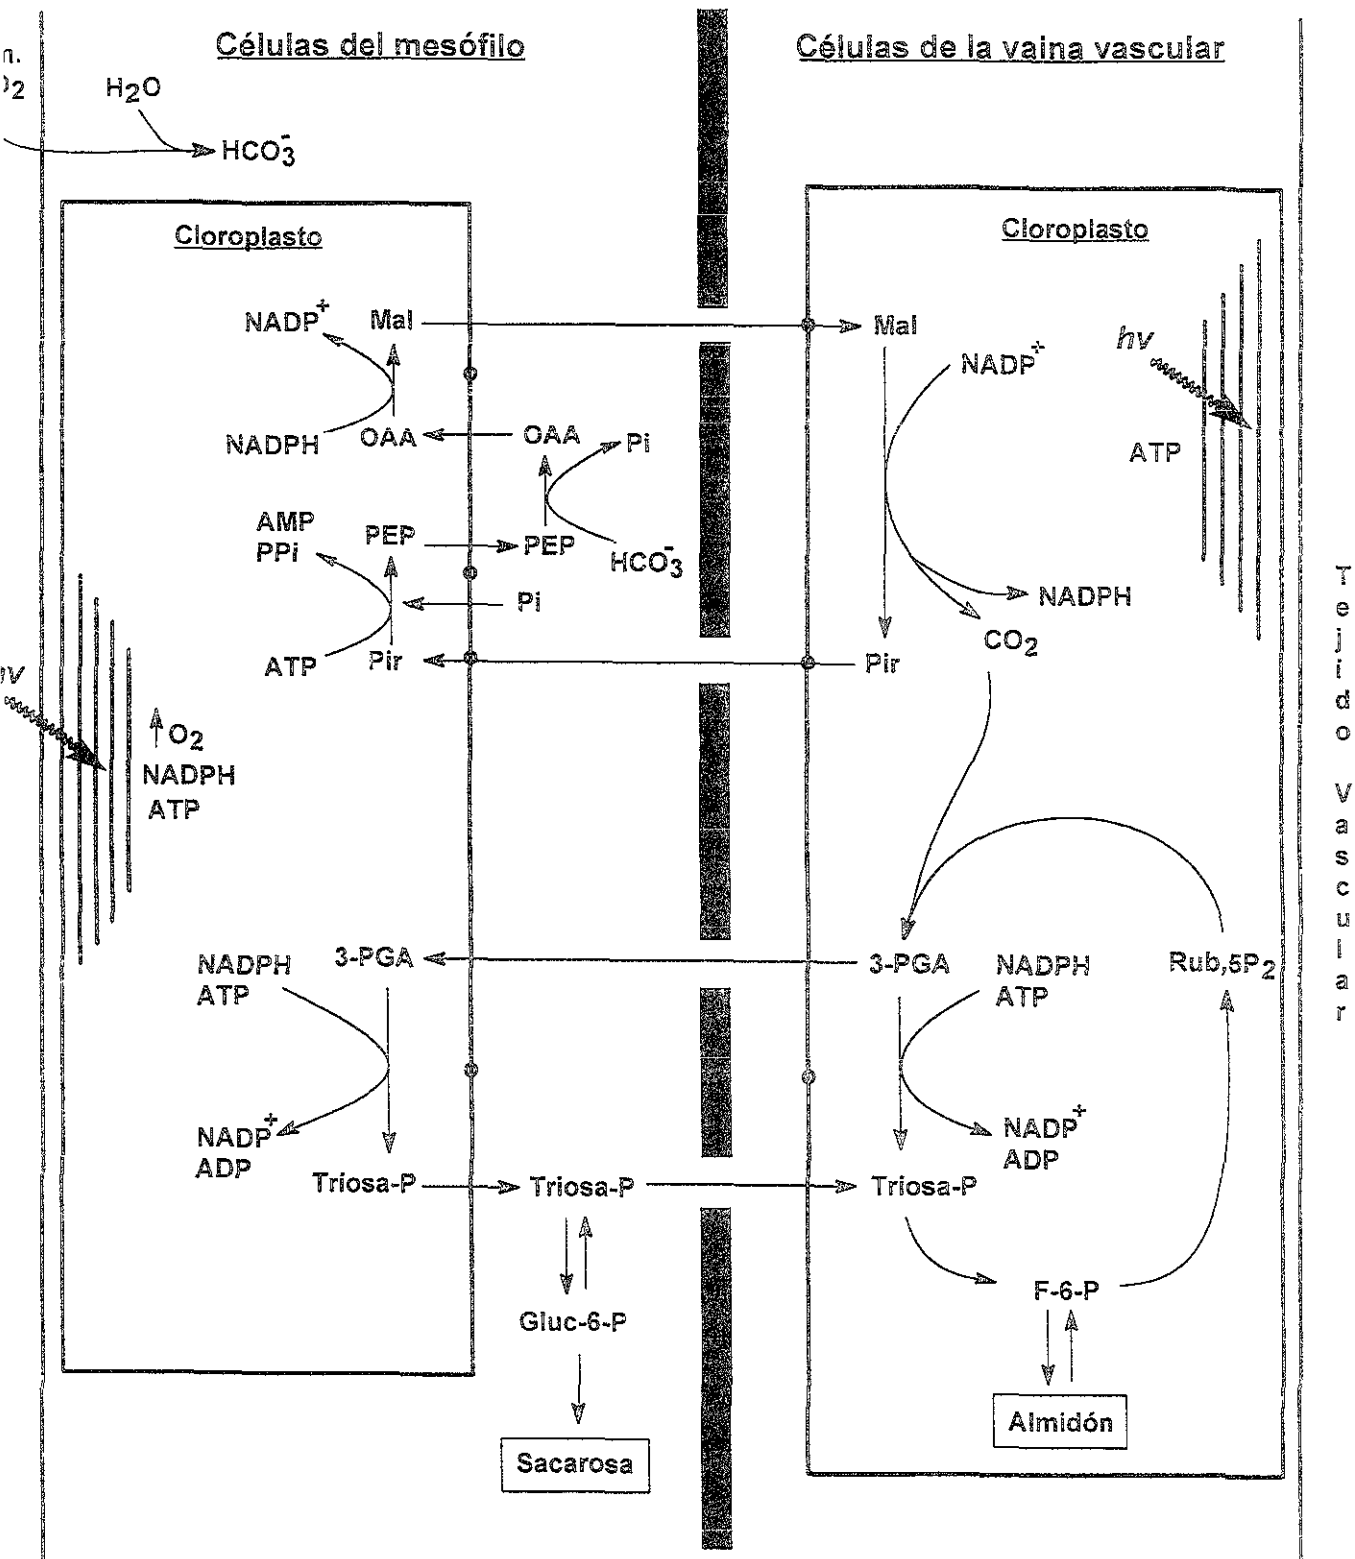 Células del mesófilo
Células de la vaina vascular
n.
O2
H2O
HCO3-
Cloroplasto
Cloroplasto
NADP+
Mal
Mal
NADP+
hv
NADPH
OAA
OAA
Pi
ATP
AMP
PPi
PEP
PEP
HCO3-
Pi
NADPH
CO2
ATP
Pir
Pir
hv
O2
NADPH
ATP
NADPH
ATP
3-PGA
3-PGA
NADPH
ATP
Rub,5P2
NADP+
ADP
NADP+
ADP
Triosa-P
Triosa-P
Triosa-P
Gluc-6-P
F-6-P
Almidón
Sacarosa
Tejido Vascular